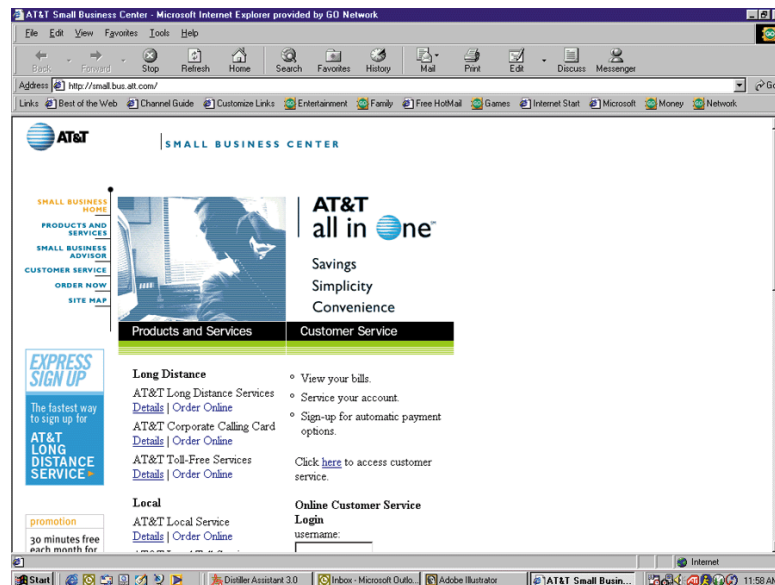 AT&T Small Business Center - Microsoft Internet Explorer provided by GO Network
File Edit View Favorites Tools Help
Back Forward Stop Refresh Home Search Favorites History Mail Print Edit Discuss Messenger
Address http://small.bus.att.com/ Go
Links Best of the Web Channel Guide Customize Links Entertainment Family Free HotMail Games Internet Start Microsoft Money Network
AT&T
SMALL BUSINESS CENTER
SMALL BUSINESS
HOME
PRODUCTS AND
SERVICES
SMALL BUSINESS
ADVISOR
CUSTOMER SERVICE
ORDER NOW
SITE MAP
AT&T
all in One
Savings
Simplicity
Convenience
Products and Services
Customer Service
EXPRESS
SIGN UP
The fastest way
to sign up for
AT&T
LONG
DISTANCE
SERVICE
promotion
30 minutes free
each month for
Long Distance
AT&T Long Distance Services
Details | Order Online
AT&T Corporate Calling Card
Details | Order Online
AT&T Toll-Free Services
Details | Order Online
Local
AT&T Local Service
Details | Order Online
View your bills.
Service your account.
Sign-up for automatic payment
options.
Click here to access customer
service.
Online Customer Service
Login
username:
Internet
Start Distiller Assistant 3.0 Inbox - Microsoft Outlo... Adobe Illustrator AT&T Small Busin... 11:58 AM